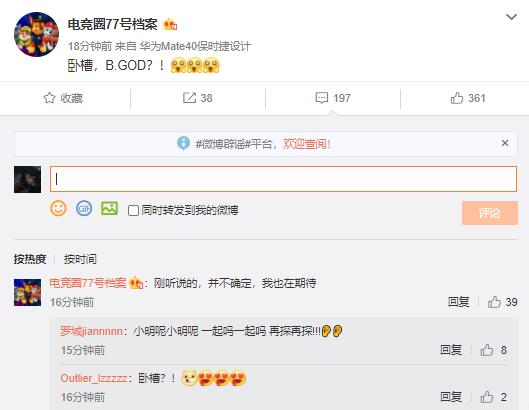 电竞圈77号档案
18分钟前 来自 华为Mate40保时捷设计
卧槽，B.GOD？！
收藏
38
197
361
#微博辟谣#平台，欢迎查阅！
×
GIF
同时转发到我的微博
评论
按热度 按时间
电竞圈77号档案：刚听说的，并不确定，我也在期待
16分钟前 回复 39
罗城jiannnnn：小明呢小明呢 一起吗一起吗 再探再探!!!
15分钟前 回复 8
Outlier_lzzzzz：卧槽？！
16分钟前 回复 2